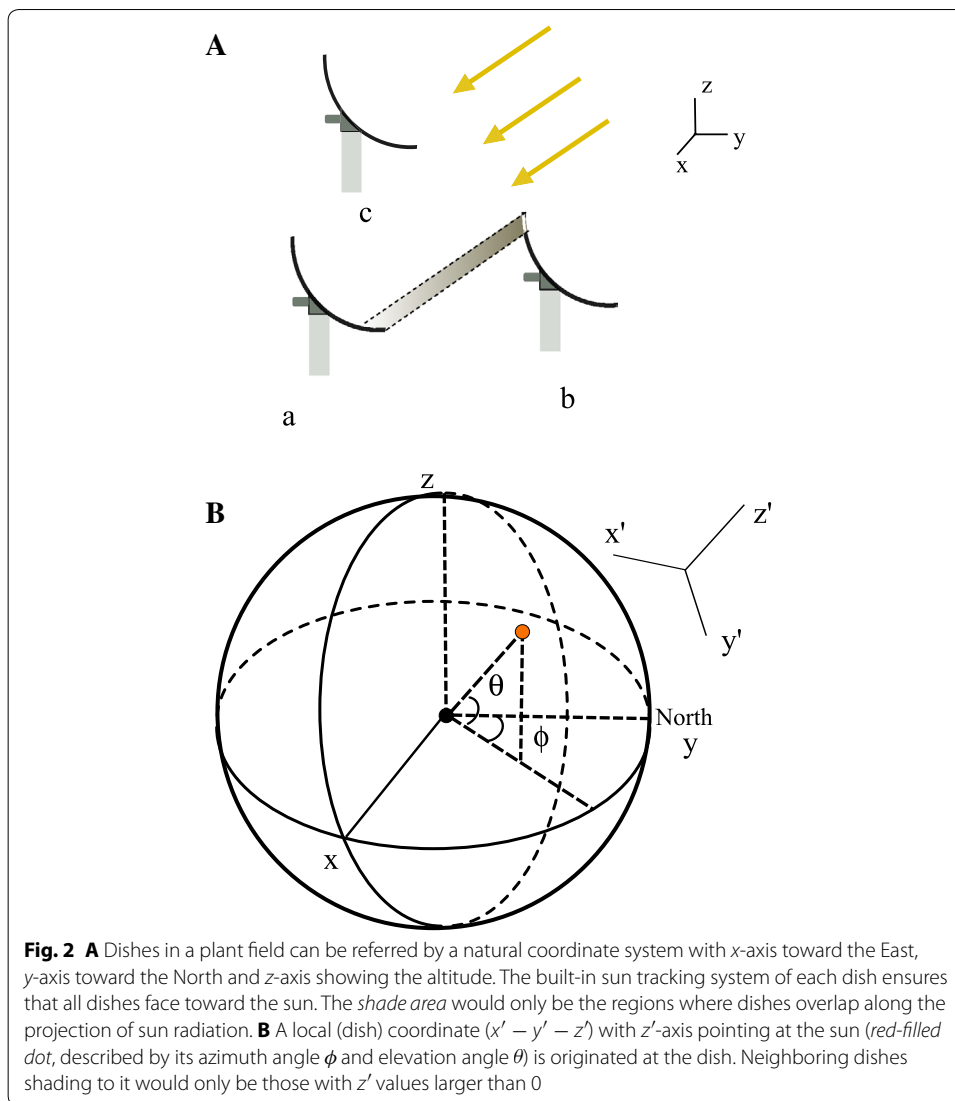 A
z
y
x
c
a
b
B
z
x'
z'
y'
θ
North
ϕ
y
x
Fig. 2 A Dishes in a plant field can be referred by a natural coordinate system with x-axis toward the East,
y-axis toward the North and z-axis showing the altitude. The built-in sun tracking system of each dish ensures
that all dishes face toward the sun. The shade area would only be the regions where dishes overlap along the
projection of sun radiation. B A local (dish) coordinate (x′ − y′ − z′) with z′-axis pointing at the sun (red-filled
dot, described by its azimuth angle ϕ and elevation angle θ) is originated at the dish. Neighboring dishes
shading to it would only be those with z′ values larger than 0